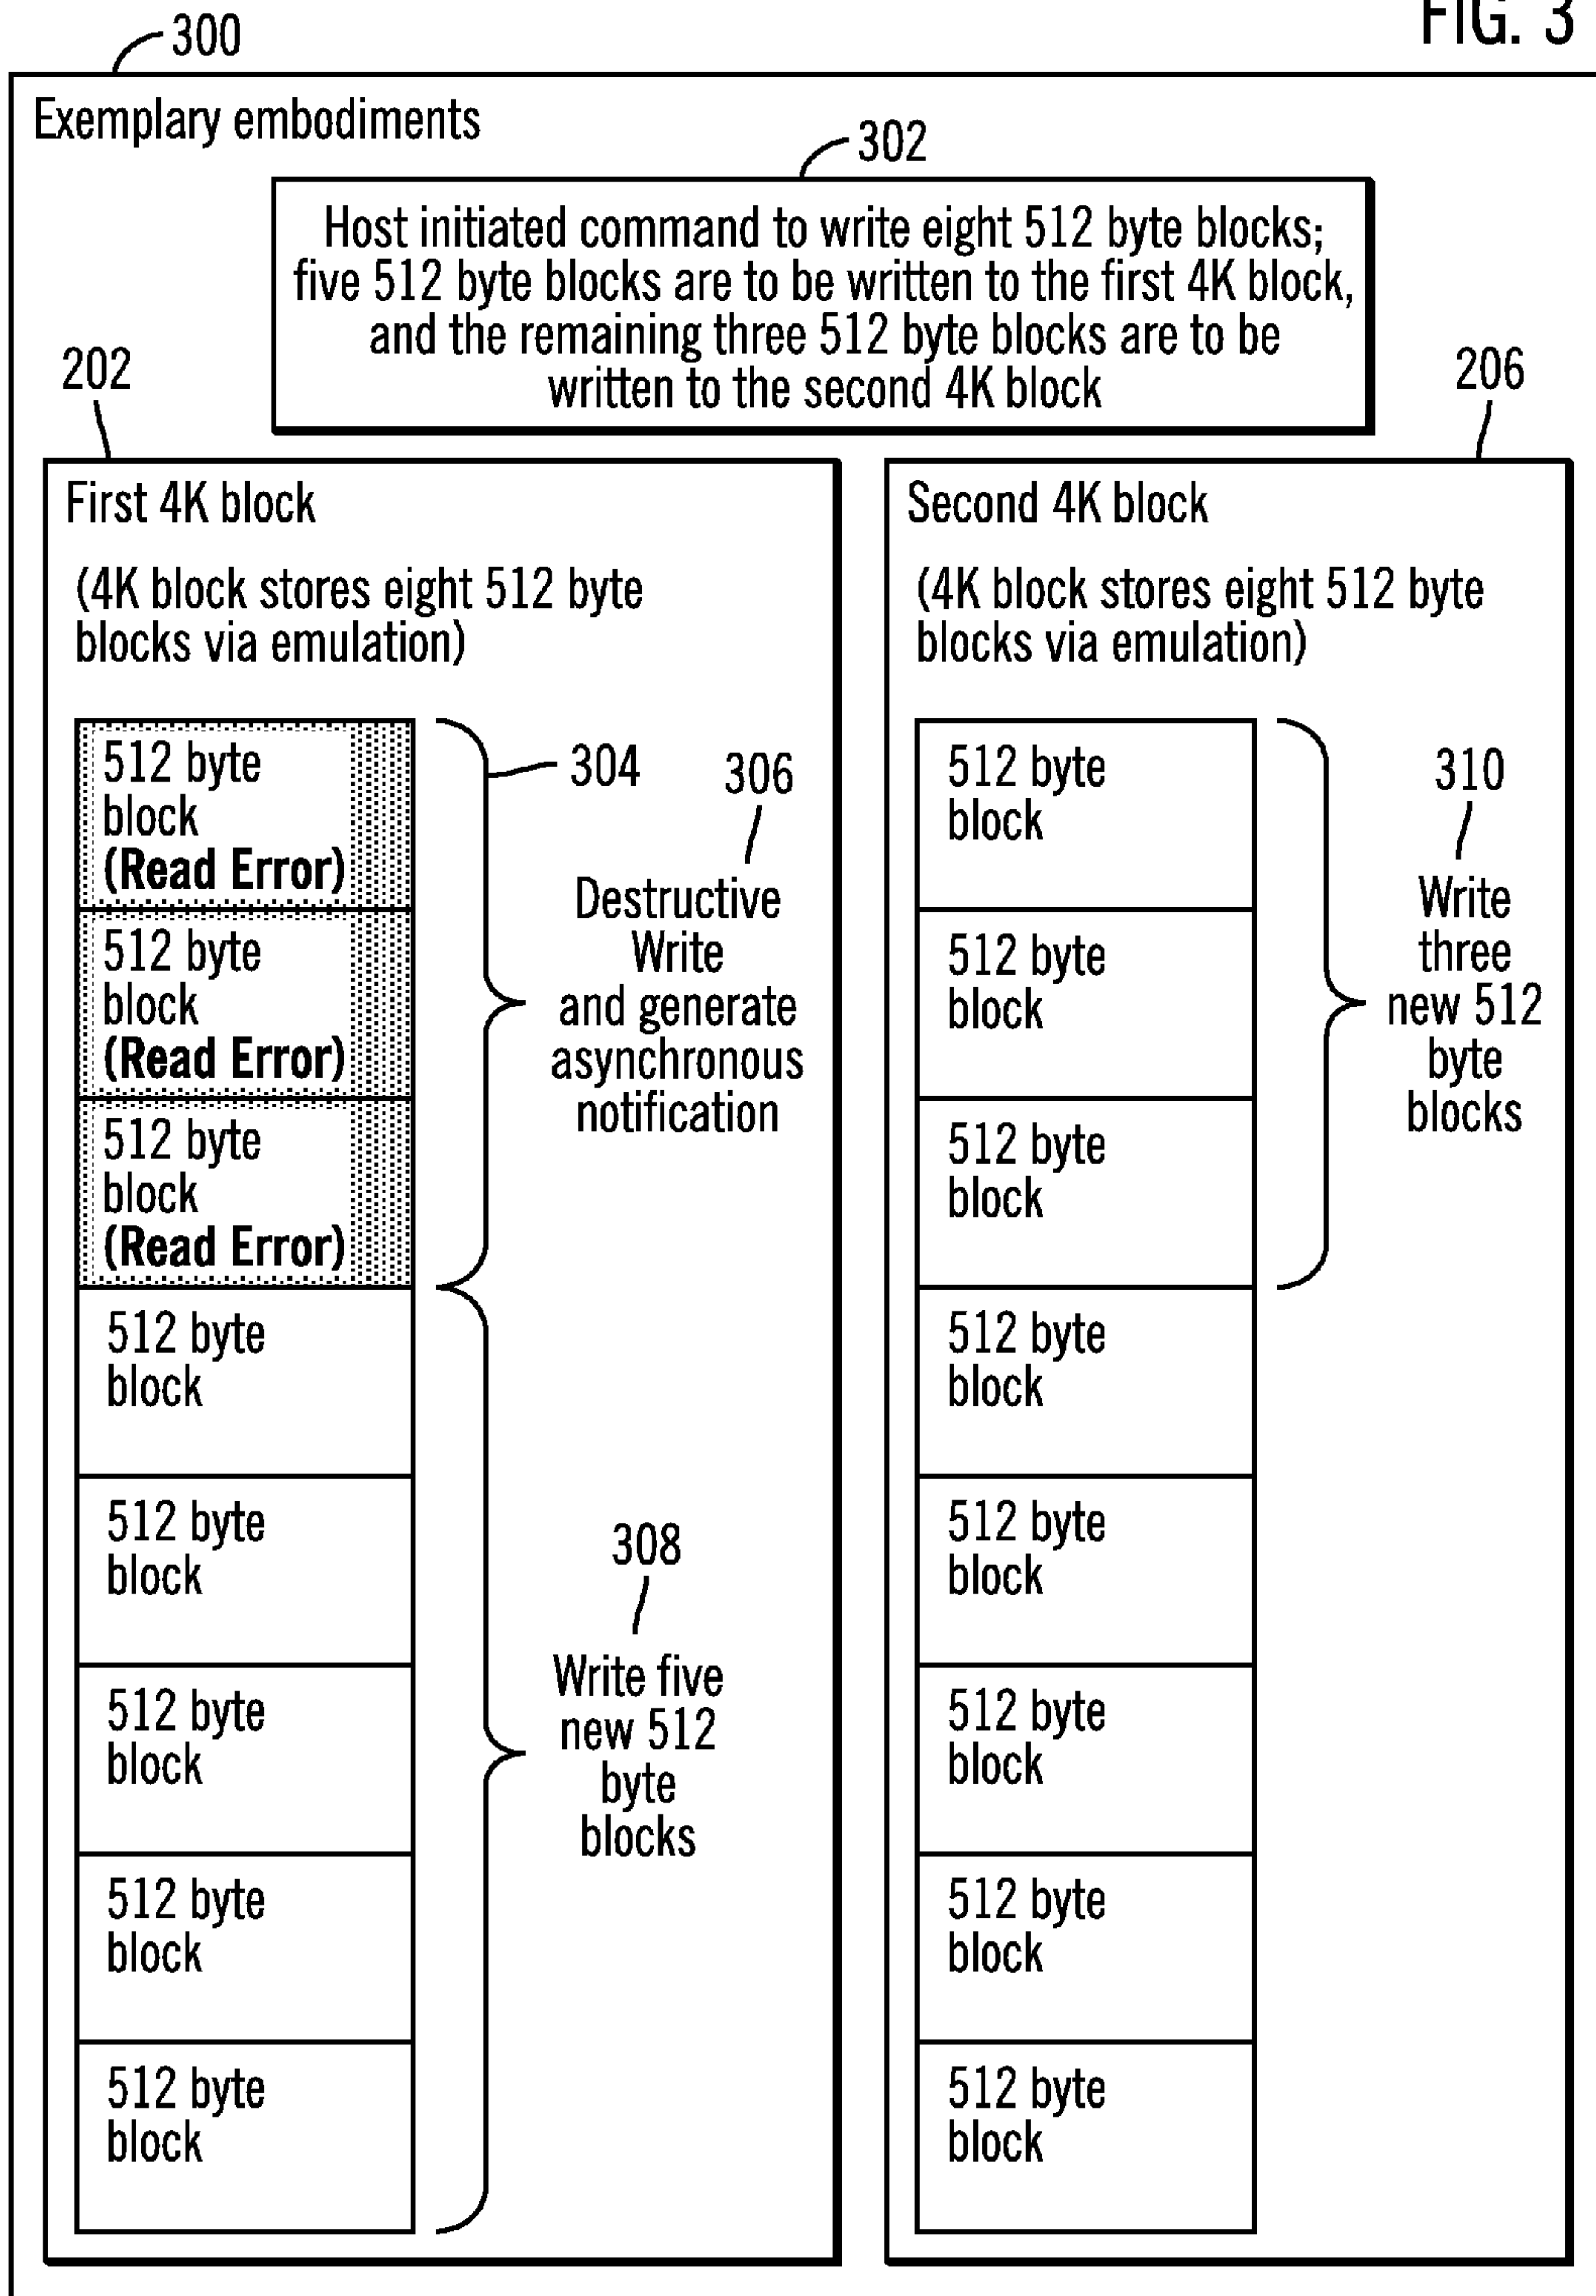 FIG. 3
300
Exemplary embodiments
302
Host initiated command to write eight 512 byte blocks;
five 512 byte blocks are to be written to the first 4K block,
and the remaining three 512 byte blocks are to be
written to the second 4K block
202
206
First 4K block
(4K block stores eight 512 byte
blocks via emulation)
512 byte
block
(Read Error)
512 byte
block
(Read Error)
512 byte
block
(Read Error)
512 byte
block
512 byte
block
512 byte
block
512 byte
block
512 byte
block
304
306
Destructive
Write
and generate
asynchronous
notification
308
Write five
new 512
byte
blocks
Second 4K block
(4K block stores eight 512 byte
blocks via emulation)
512 byte
block
512 byte
block
512 byte
block
512 byte
block
512 byte
block
512 byte
block
512 byte
block
512 byte
block
310
Write
three
new 512
byte
blocks